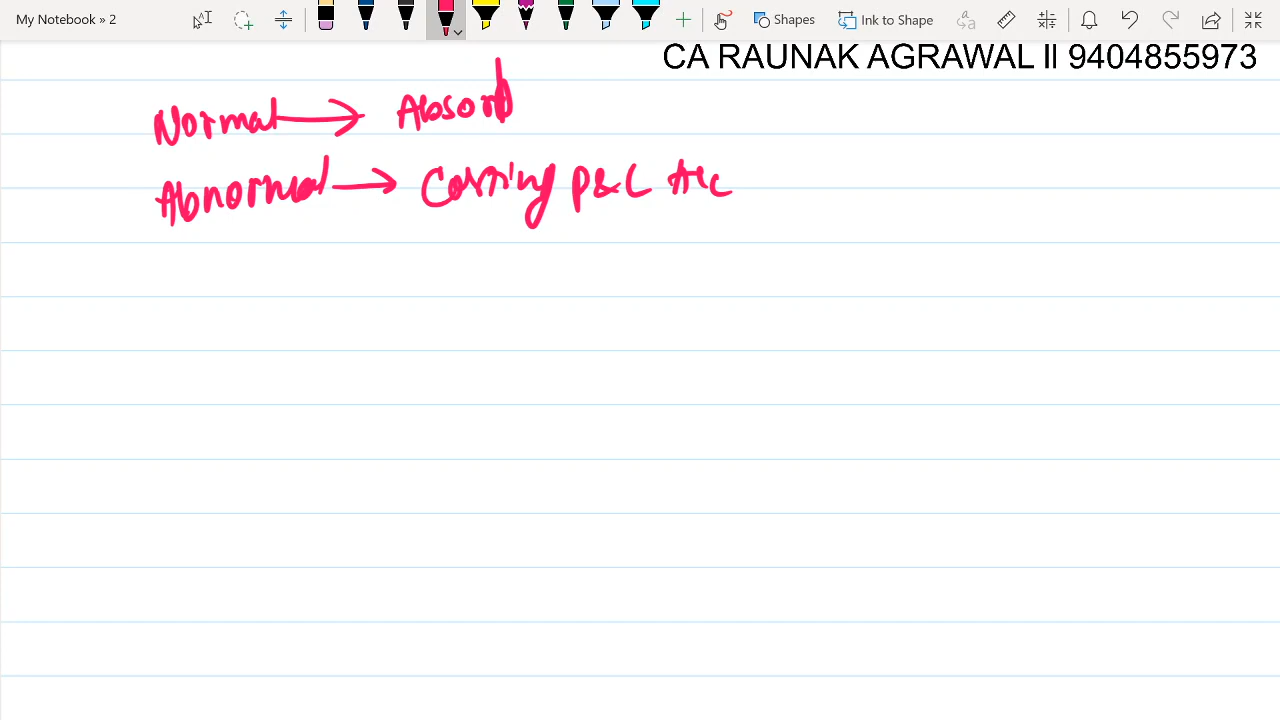 My Notebook » 2
Shapes
Ink to Shape
CA RAUNAK AGRAWAL II 9404855973
Normal → Absorb
Abnormal → Costing P&L A/c